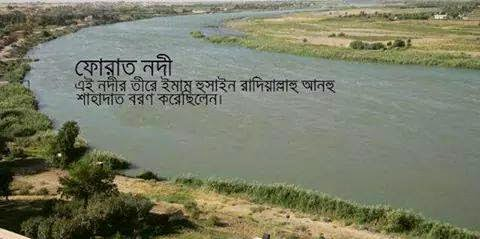 ফোরাত নদী
এই নদীর তীরে ইমাম হুসাইন রাদিয়াল্লাহু আনহু
শাহাদাত বরণ করেছিলেন।